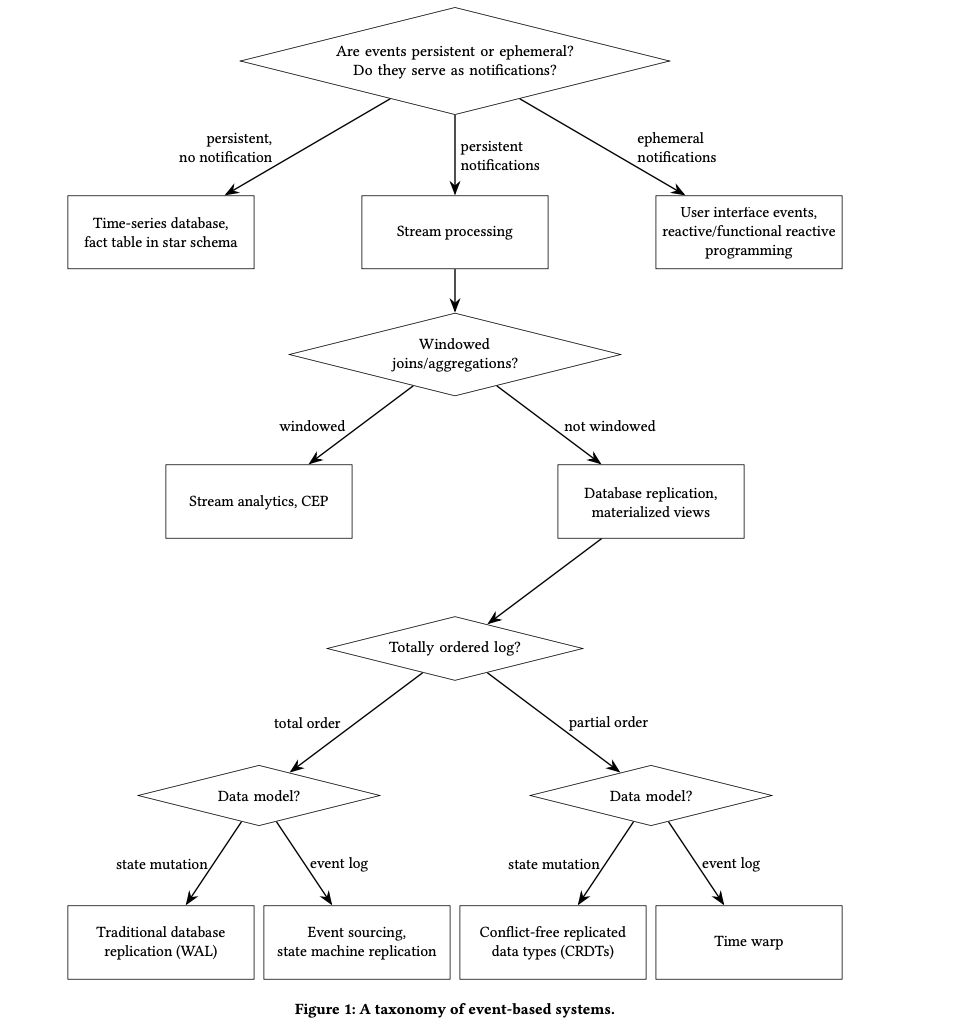 Are events persistent or ephemeral?
Do they serve as notifications?
persistent,
no notification
persistent
notifications
ephemeral
notifications
Time-series database,
fact table in star schema
Stream processing
User interface events,
reactive/functional reactive
programming
Windowed
joins/aggregations?
windowed
not windowed
Stream analytics, CEP
Database replication,
materialized views
Totally ordered log?
total order
partial order
Data model?
Data model?
state mutation
event log
state mutation
event log
Traditional database
replication (WAL)
Event sourcing,
state machine replication
Conflict-free replicated
data types (CRDTs)
Time warp
Figure 1: A taxonomy of event-based systems.